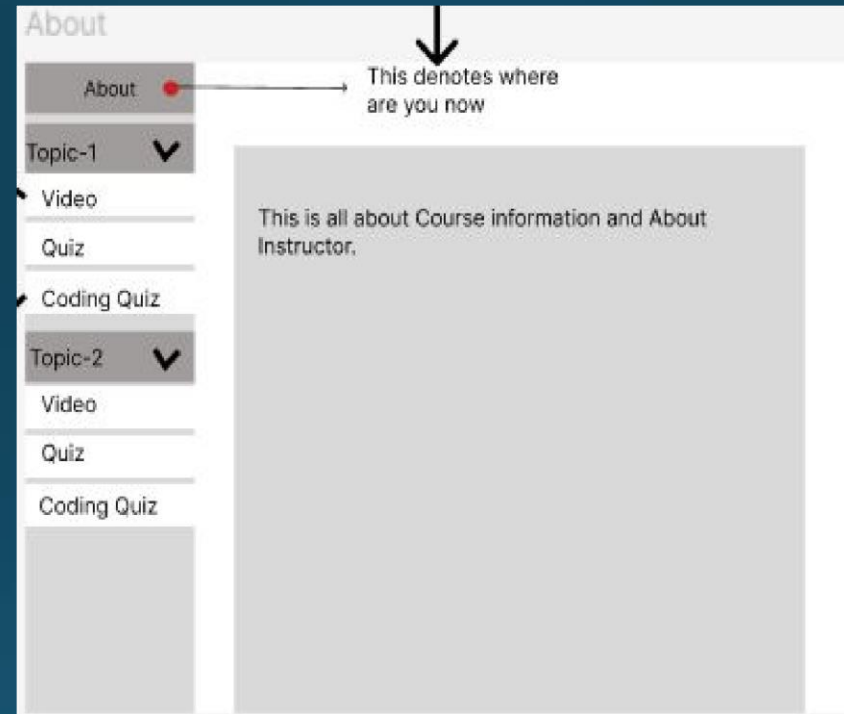 About
About
This denotes where
are you now
Topic-1
Video
Quiz
Coding Quiz
Topic-2
Video
Quiz
Coding Quiz
This is all about Course information and About
Instructor.